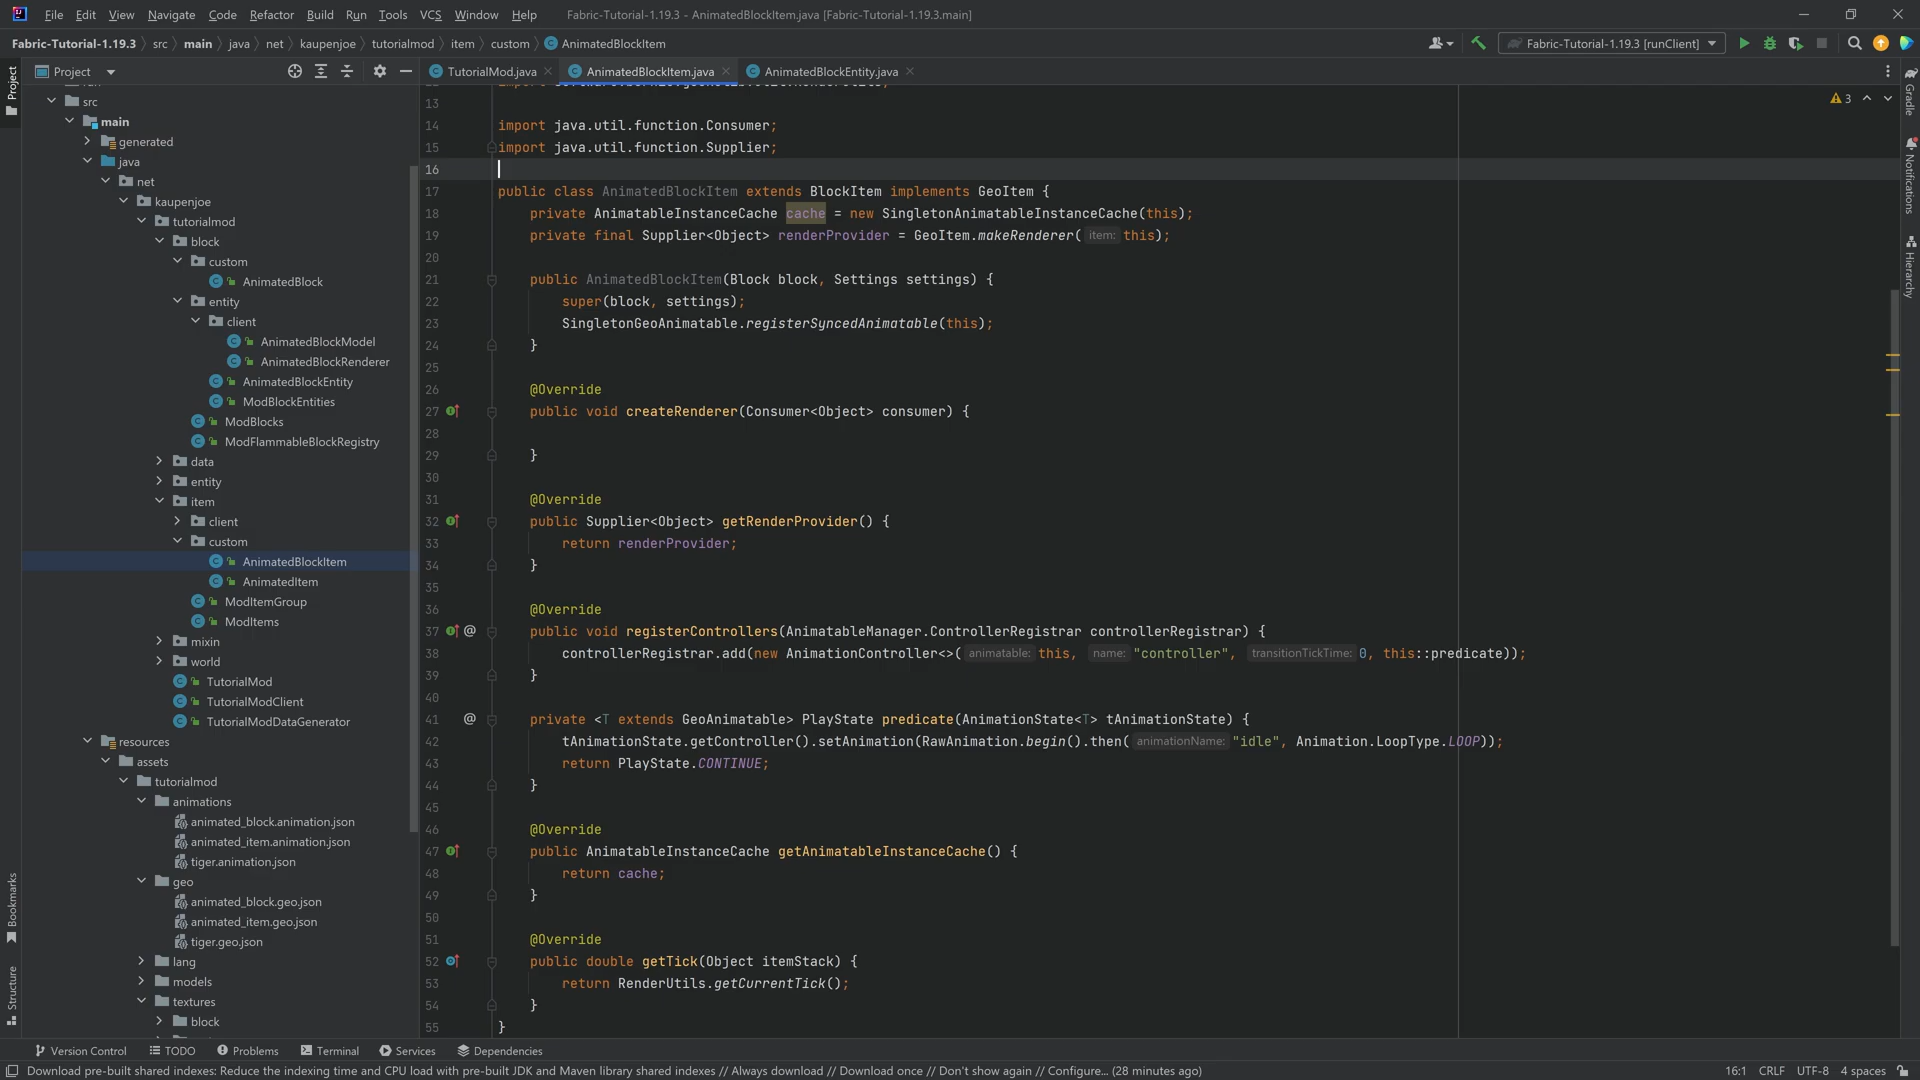 File Edit View Navigate Code Refactor Build Run Tools VCS Window Help Fabric-Tutorial-1.19.3 - AnimatedBlockItem.java [Fabric-Tutorial-1.19.3.main]
Fabric-Tutorial-1.19.3 src main java net kaupenjoe tutorialmod item custom AnimatedBlockItem
Fabric-Tutorial-1.19.3 [runClient]
Project
TutorialMod.java AnimatedBlockItem.java AnimatedBlockEntity.java
Project
Bookmarks
Structure
src
main
generated
java
net
kaupenjoe
tutorialmod
block
custom
AnimatedBlock
entity
client
AnimatedBlockModel
AnimatedBlockRenderer
AnimatedBlockEntity
ModBlockEntities
ModBlocks
ModFlammableBlockRegistry
data
entity
item
client
custom
AnimatedBlockItem
AnimatedItem
ModItemGroup
ModItems
mixin
world
TutorialMod
TutorialModClient
TutorialModDataGenerator
resources
assets
tutorialmod
animations
animated_block.animation.json
animated_item.animation.json
tiger.animation.json
geo
animated_block.geo.json
animated_item.geo.json
tiger.geo.json
lang
models
textures
block
13
14 import java.util.function.Consumer;
15 import java.util.function.Supplier;
16
17 public class AnimatedBlockItem extends BlockItem implements GeoItem {
18 private AnimatableInstanceCache cache = new SingletonAnimatableInstanceCache(this);
19 private final Supplier<Object> renderProvider = GeoItem.makeRenderer( item: this);
20
21 public AnimatedBlockItem(Block block, Settings settings) {
22 super(block, settings);
23 SingletonGeoAnimatable.registerSyncedAnimatable(this);
24 }
25
26 @Override
27 public void createRenderer(Consumer<Object> consumer) {
28
29 }
30
31 @Override
32 public Supplier<Object> getRenderProvider() {
33 return renderProvider;
34 }
35
36 @Override
37 @ public void registerControllers(AnimatableManager.ControllerRegistrar controllerRegistrar) {
38 controllerRegistrar.add(new AnimationController<>( animatable: this, name: "controller", transitionTickTime: 0, this::predicate));
39 }
40
41 @ private <T extends GeoAnimatable> PlayState predicate(AnimationState<T> tAnimationState) {
42 tAnimationState.getController().setAnimation(RawAnimation.begin().then( animationName: "idle", Animation.LoopType.LOOP));
43 return PlayState.CONTINUE;
44 }
45
46 @Override
47 public AnimatableInstanceCache getAnimatableInstanceCache() {
48 return cache;
49 }
50
51 @Override
52 public double getTick(Object itemStack) {
53 return RenderUtils.getCurrentTick();
54 }
55 }
3
Gradle
Notifications
Hierarchy
Version Control TODO Problems Terminal Services Dependencies
Download pre-built shared indexes: Reduce the indexing time and CPU load with pre-built JDK and Maven library shared indexes // Always download // Download once // Don't show again // Configure... (28 minutes ago) 16:1 CRLF UTF-8 4 spaces